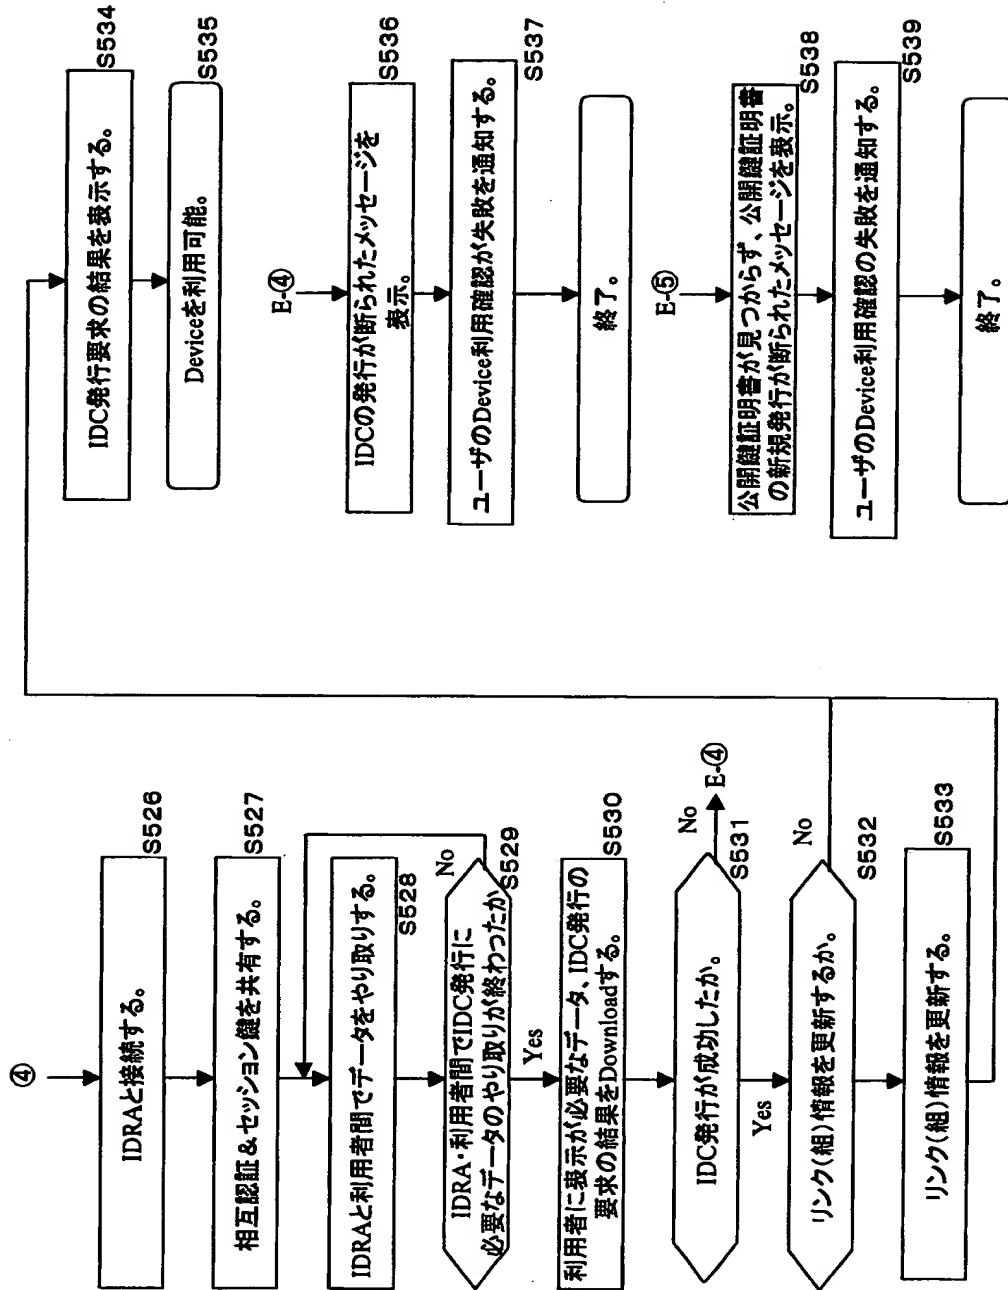 ④
IDRAと接続する。
S526
相互認証＆セッション鍵を共有する。
S527
IDRAと利用者間でデータをやり取りする。
S528
IDRA・利用者間でIDC発行に
必要なデータのやり取りが終わったか
No
S529
Yes
利用者に表示が必要なデータ、IDC発行の
要求の結果をDownloadする。
S530
IDC発行が成功したか。
No
E-④
S531
Yes
リンク(組)情報を更新するか。
No
S532
リンク(組)情報を更新する。
S533
IDC発行要求の結果を表示する。
S534
Deviceを利用可能。
S535
E-④
IDCの発行が断られたメッセージを
表示。
S536
ユーザのDevice利用確認が失敗を通知する。
S537
終了。
E-⑤
公開鍵証明書が見つからず、公開鍵証明書
の新規発行が断られたメッセージを表示。
S538
ユーザのDevice利用確認の失敗を通知する。
S539
終了。